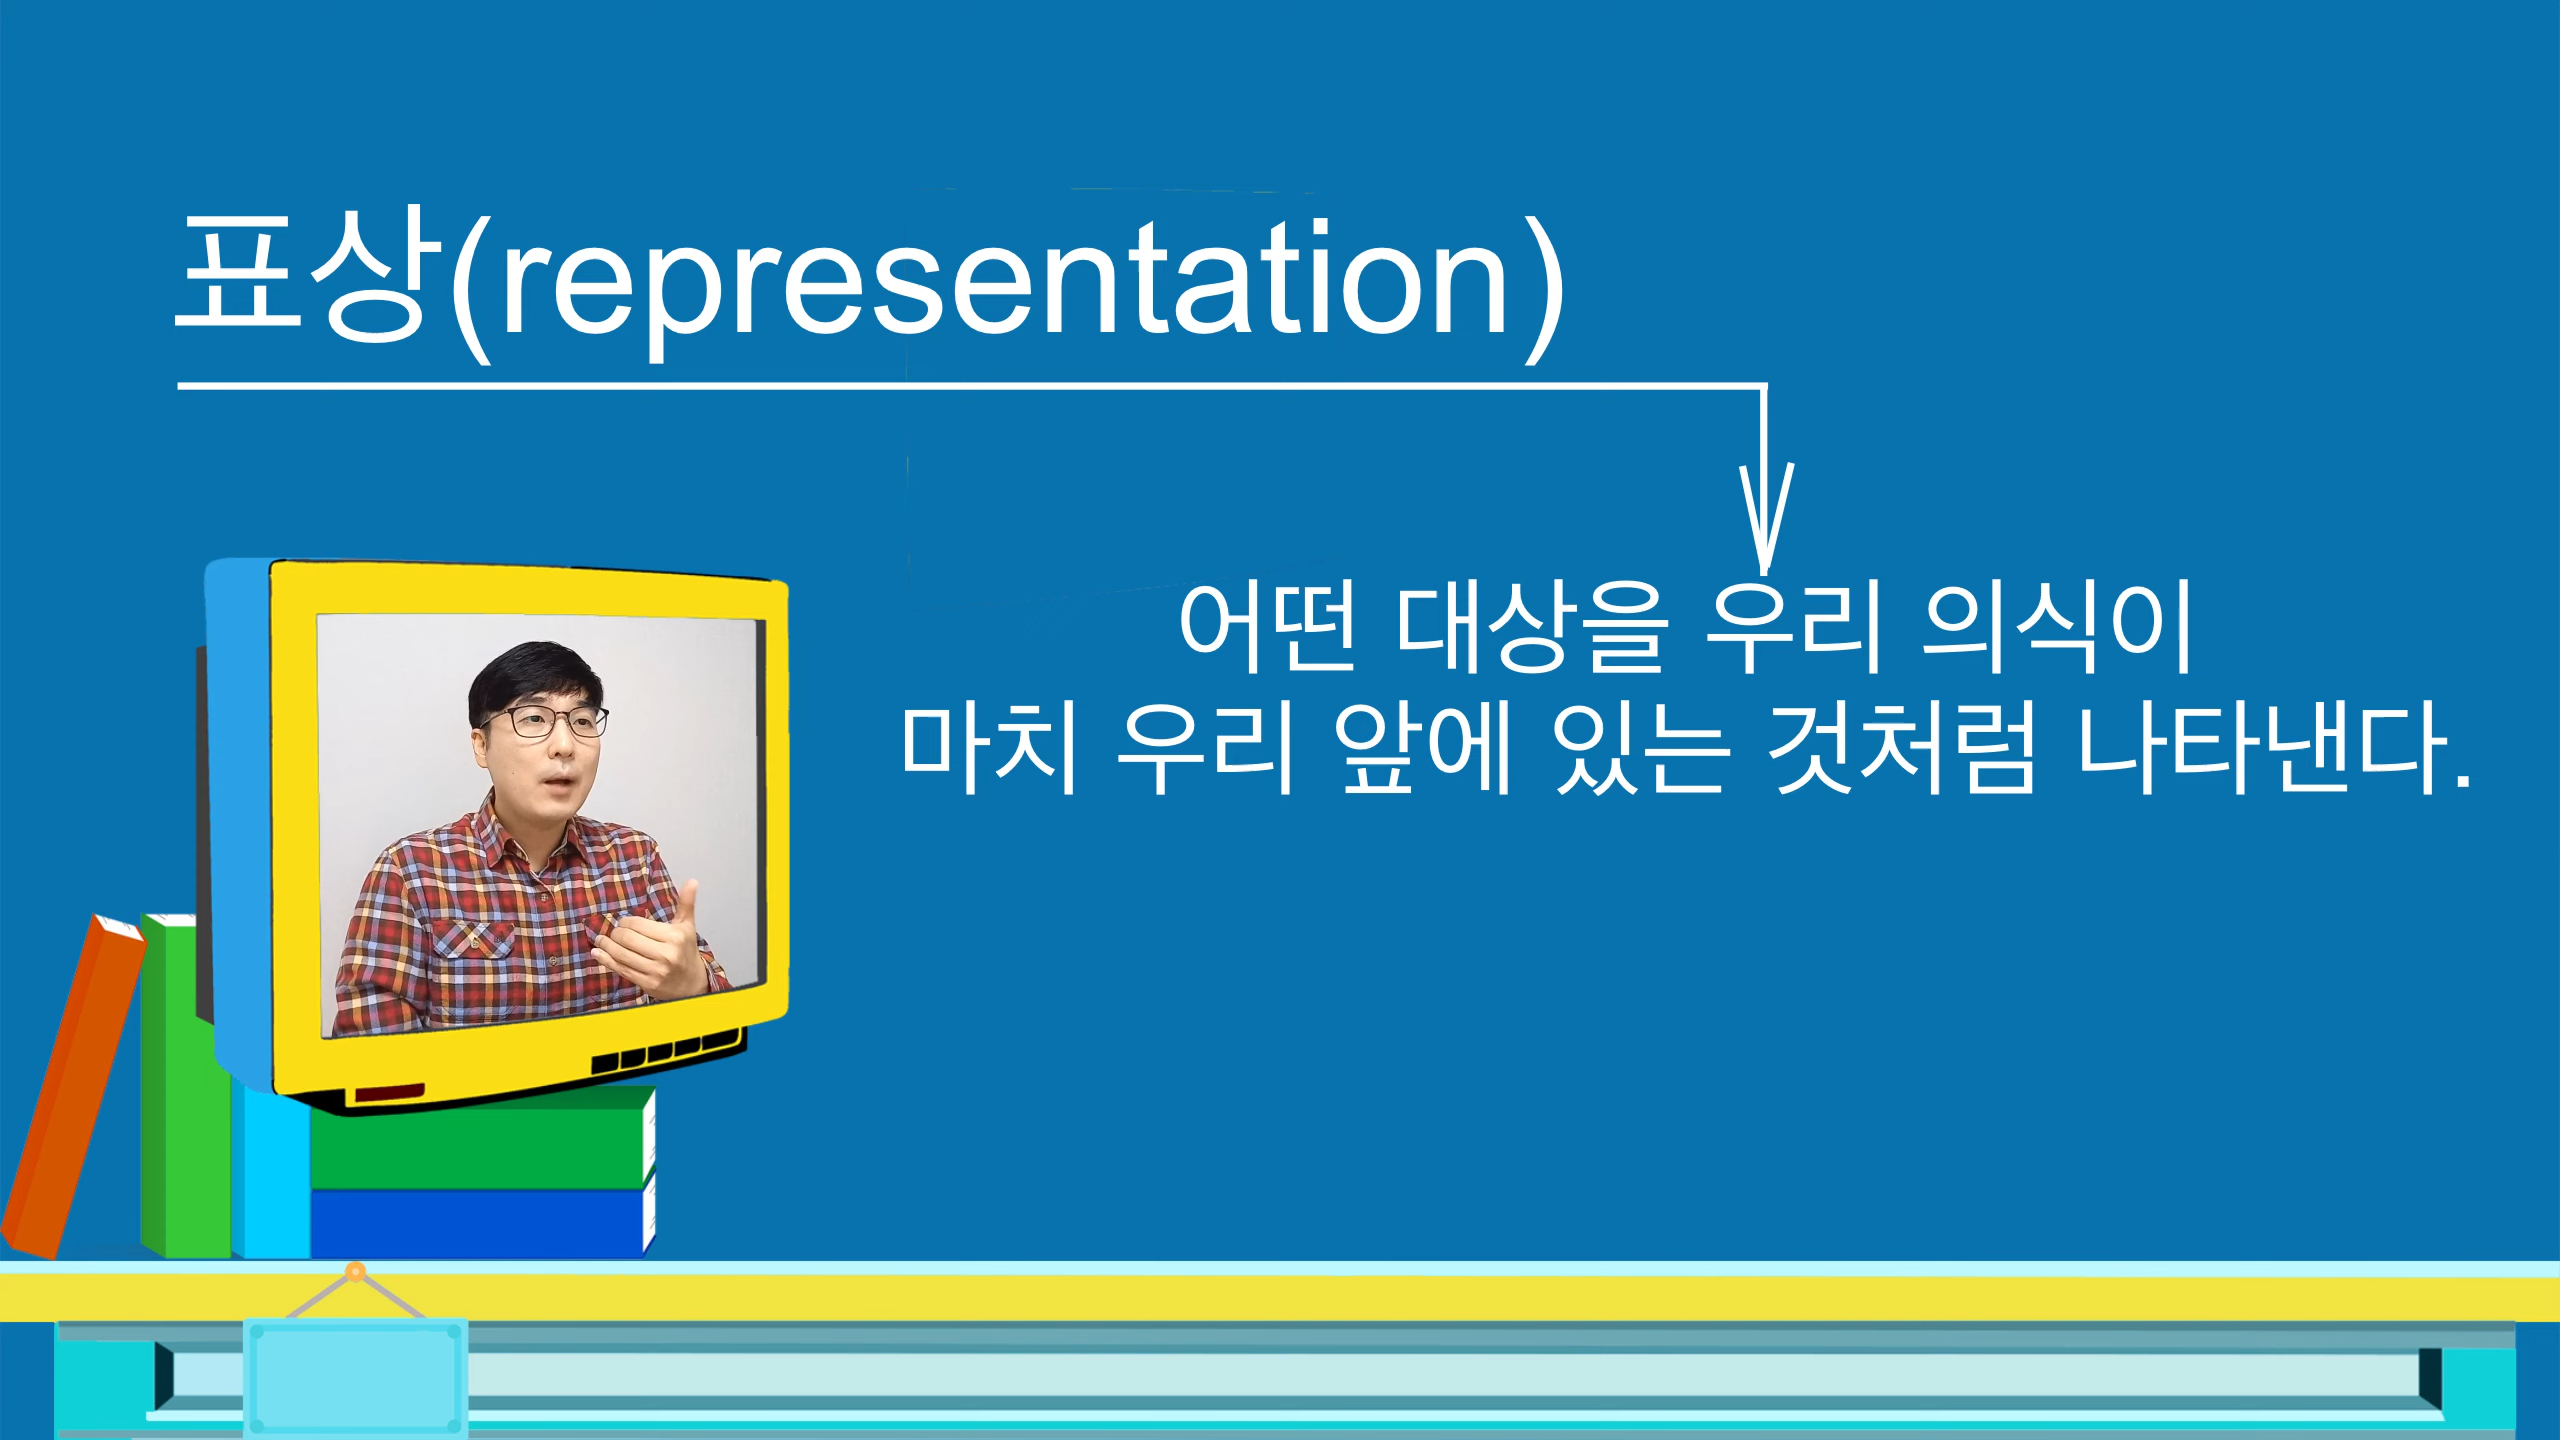 표상(representation)
어떤 대상을 우리 의식이
마치 우리 앞에 있는 것처럼 나타낸다.